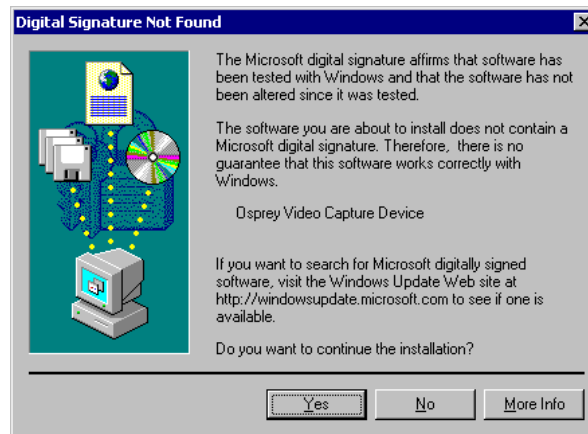 Digital Signature Not Found
The Microsoft digital signature affirms that software has
been tested with Windows and that the software has not
been altered since it was tested.
The software you are about to install does not contain a
Microsoft digital signature. Therefore, there is no
guarantee that this software works correctly with
Windows.
Osprey Video Capture Device
If you want to search for Microsoft digitally signed
software, visit the Windows Update Web site at
http://windowsupdate.microsoft.com to see if one is
available.
Do you want to continue the installation?
Yes No More Info